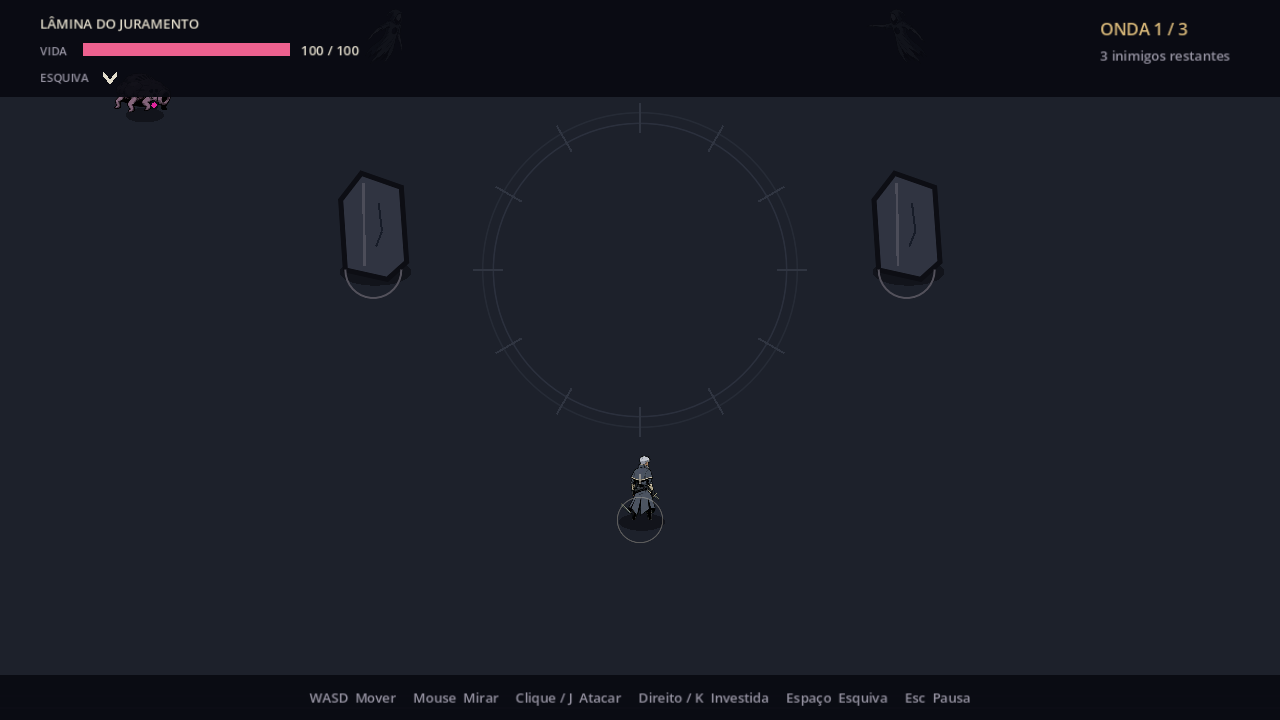 LÂMINA DO JURAMENTO
VIDA 100 / 100
ESQUIVA
ONDA 1 / 3
3 inimigos restantes
WASD Mover Mouse Mirar Clique / J Atacar Direito / K Investida Espaço Esquiva Esc Pausa